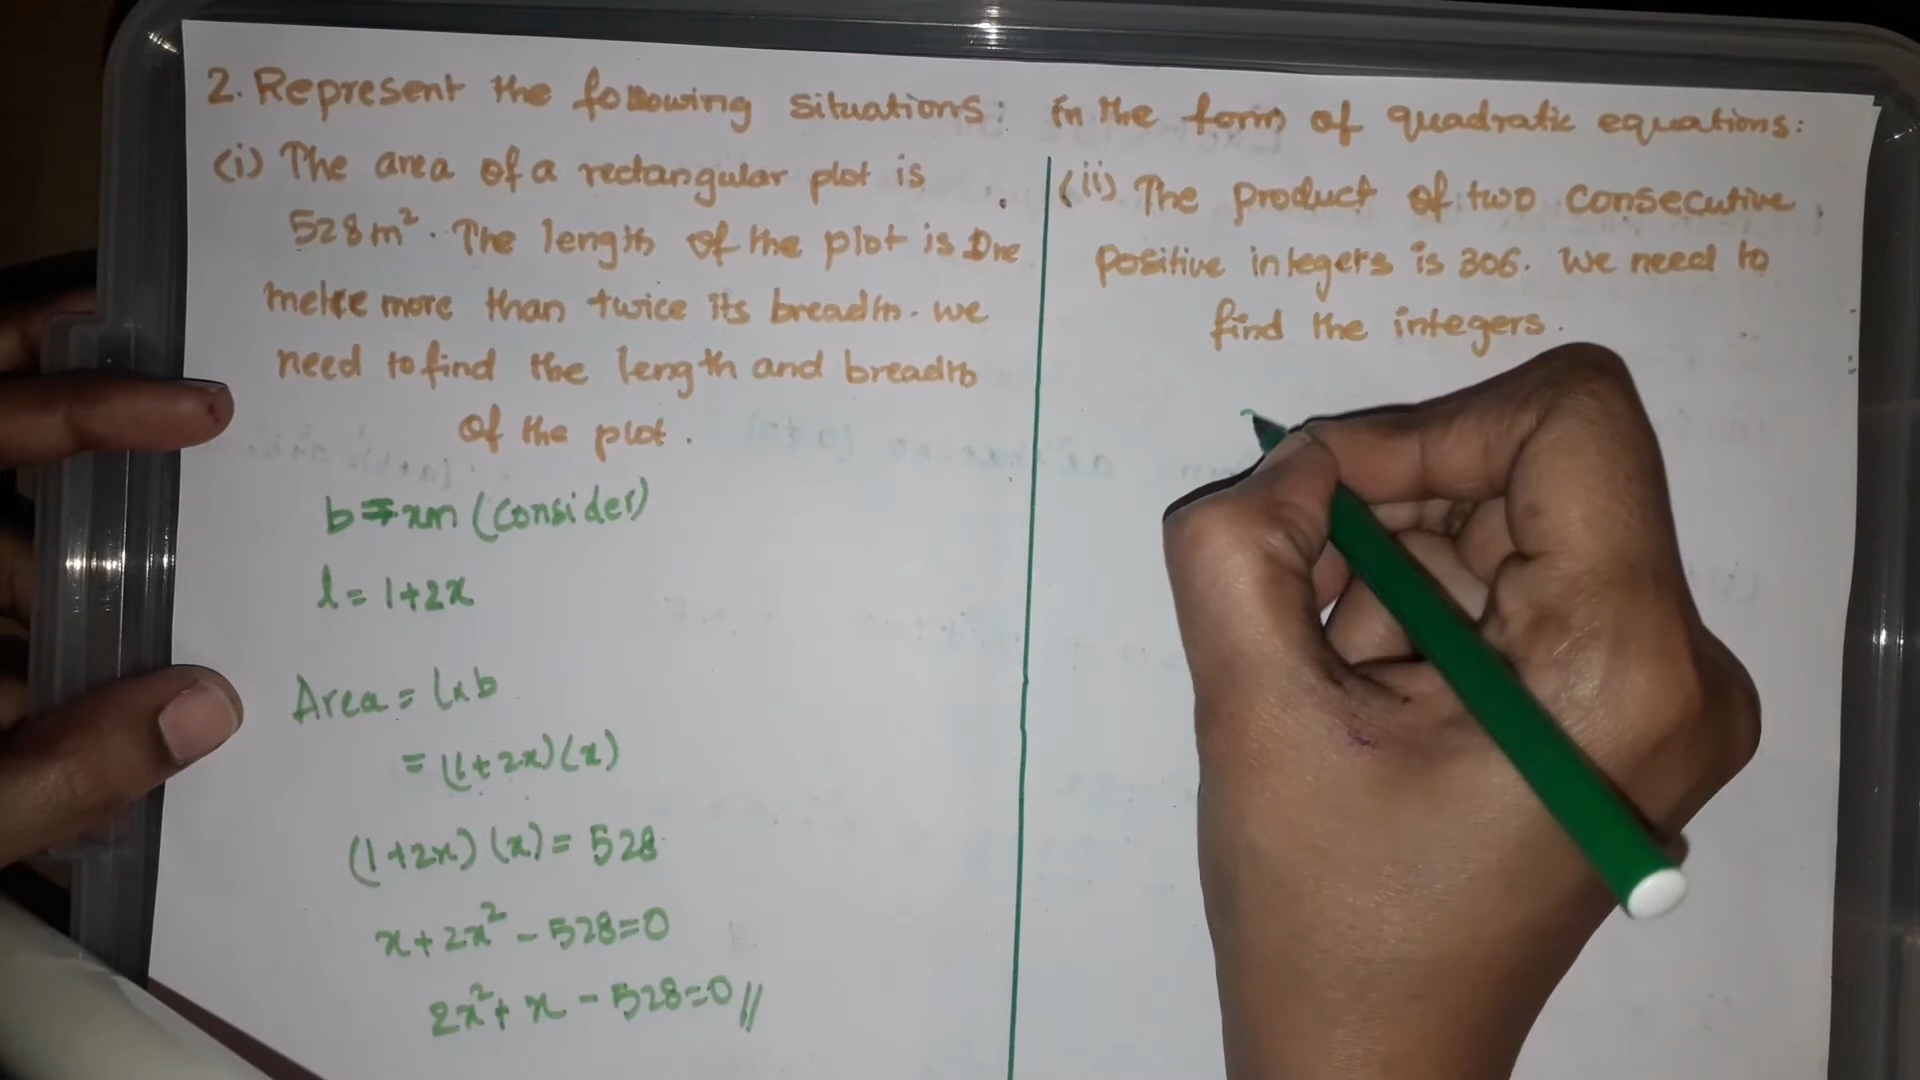 2. Represent the following situations: in the form of quadratic equations:
(i) The area of a rectangular plot is
528m². The length of the plot is One
metre more than twice its breadth. we
need to find the length and breadth
of the plot.
b = xm (consider)
l = 1+2x
Area = l×b
= (1+2x)(x)
(1+2x)(x) = 528
x+2x² - 528=0
2x²+x - 528=0//
(ii) The product of two consecutive
positive integers is 306. We need to
find the integers.